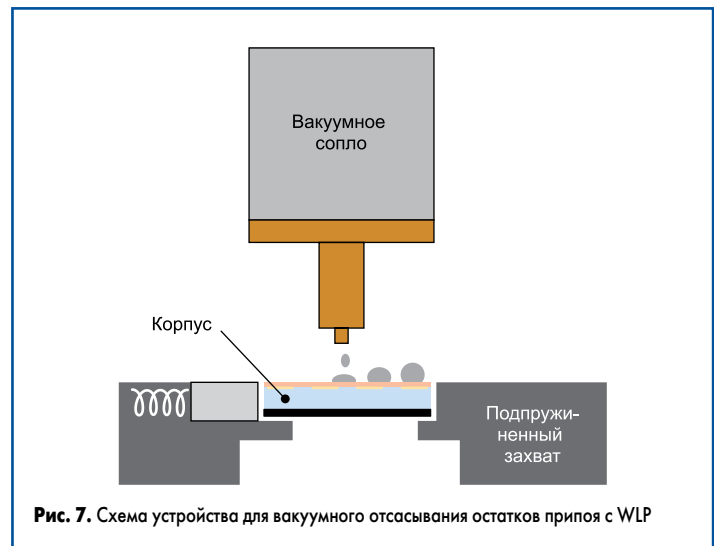 Вакуумное
сопло
Корпус
Подпружи-
ненный
захват
Рис. 7. Схема устройства для вакуумного отсасывания остатков припоя с WLP